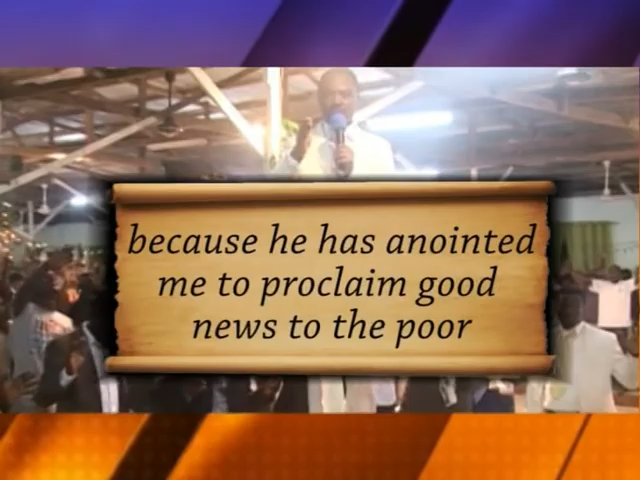 because he has anointed
me to proclaim good
news to the poor